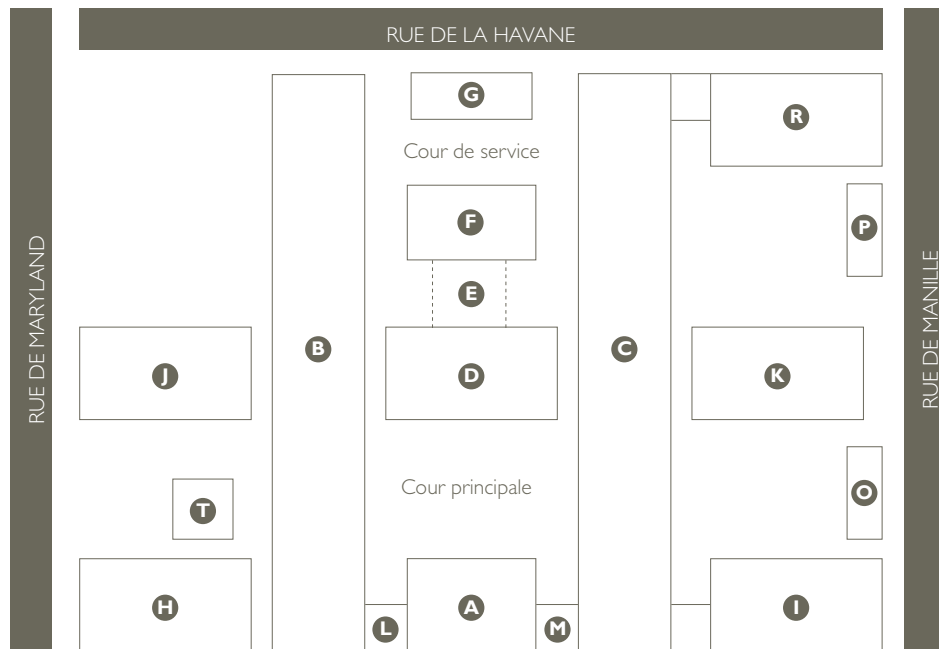 RUE DE LA HAVANE
RUE DE MARYLAND
RUE DE MANILLE
G
R
Cour de service
F
P
E
B
C
J
D
K
Cour principale
O
T
H
A
I
L
M